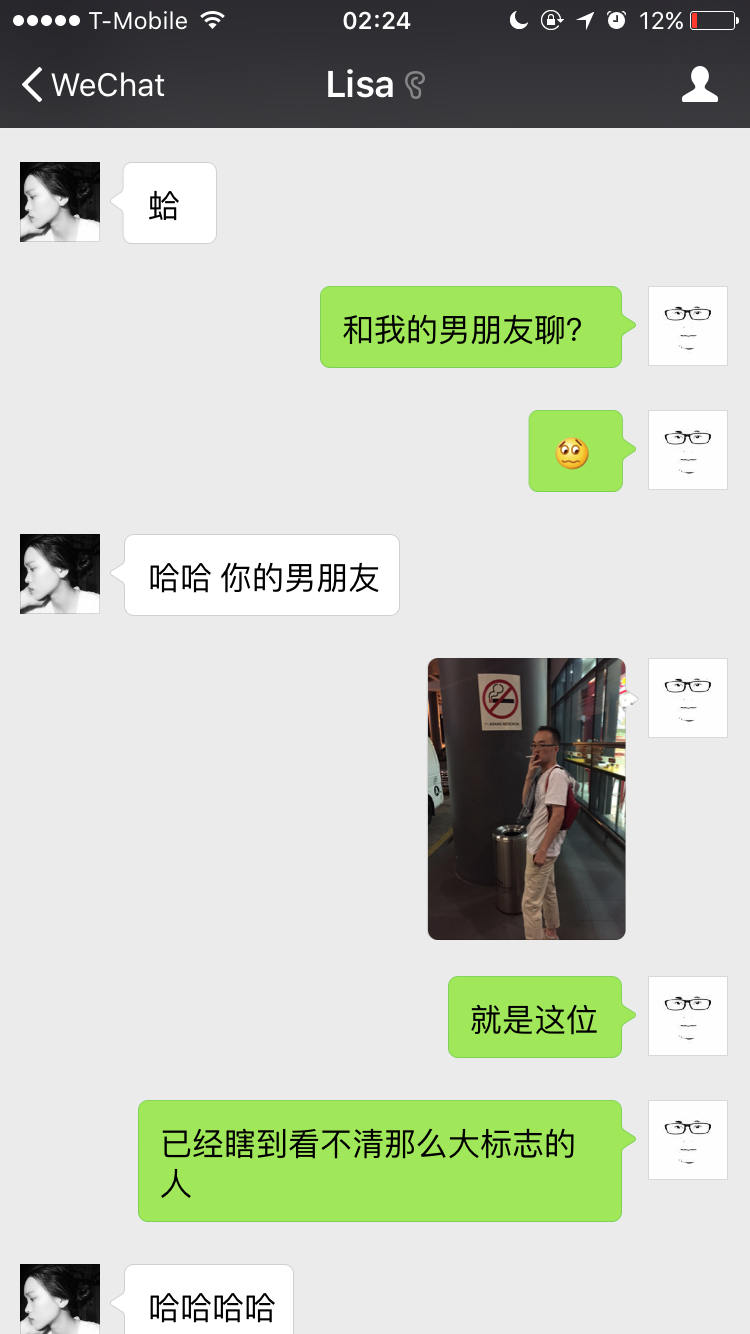 T-Mobile 02:24 12%
WeChat Lisa
蛤
和我的男朋友聊?
哈哈 你的男朋友
就是这位
已经瞎到看不清那么大标志的
人
哈哈哈哈